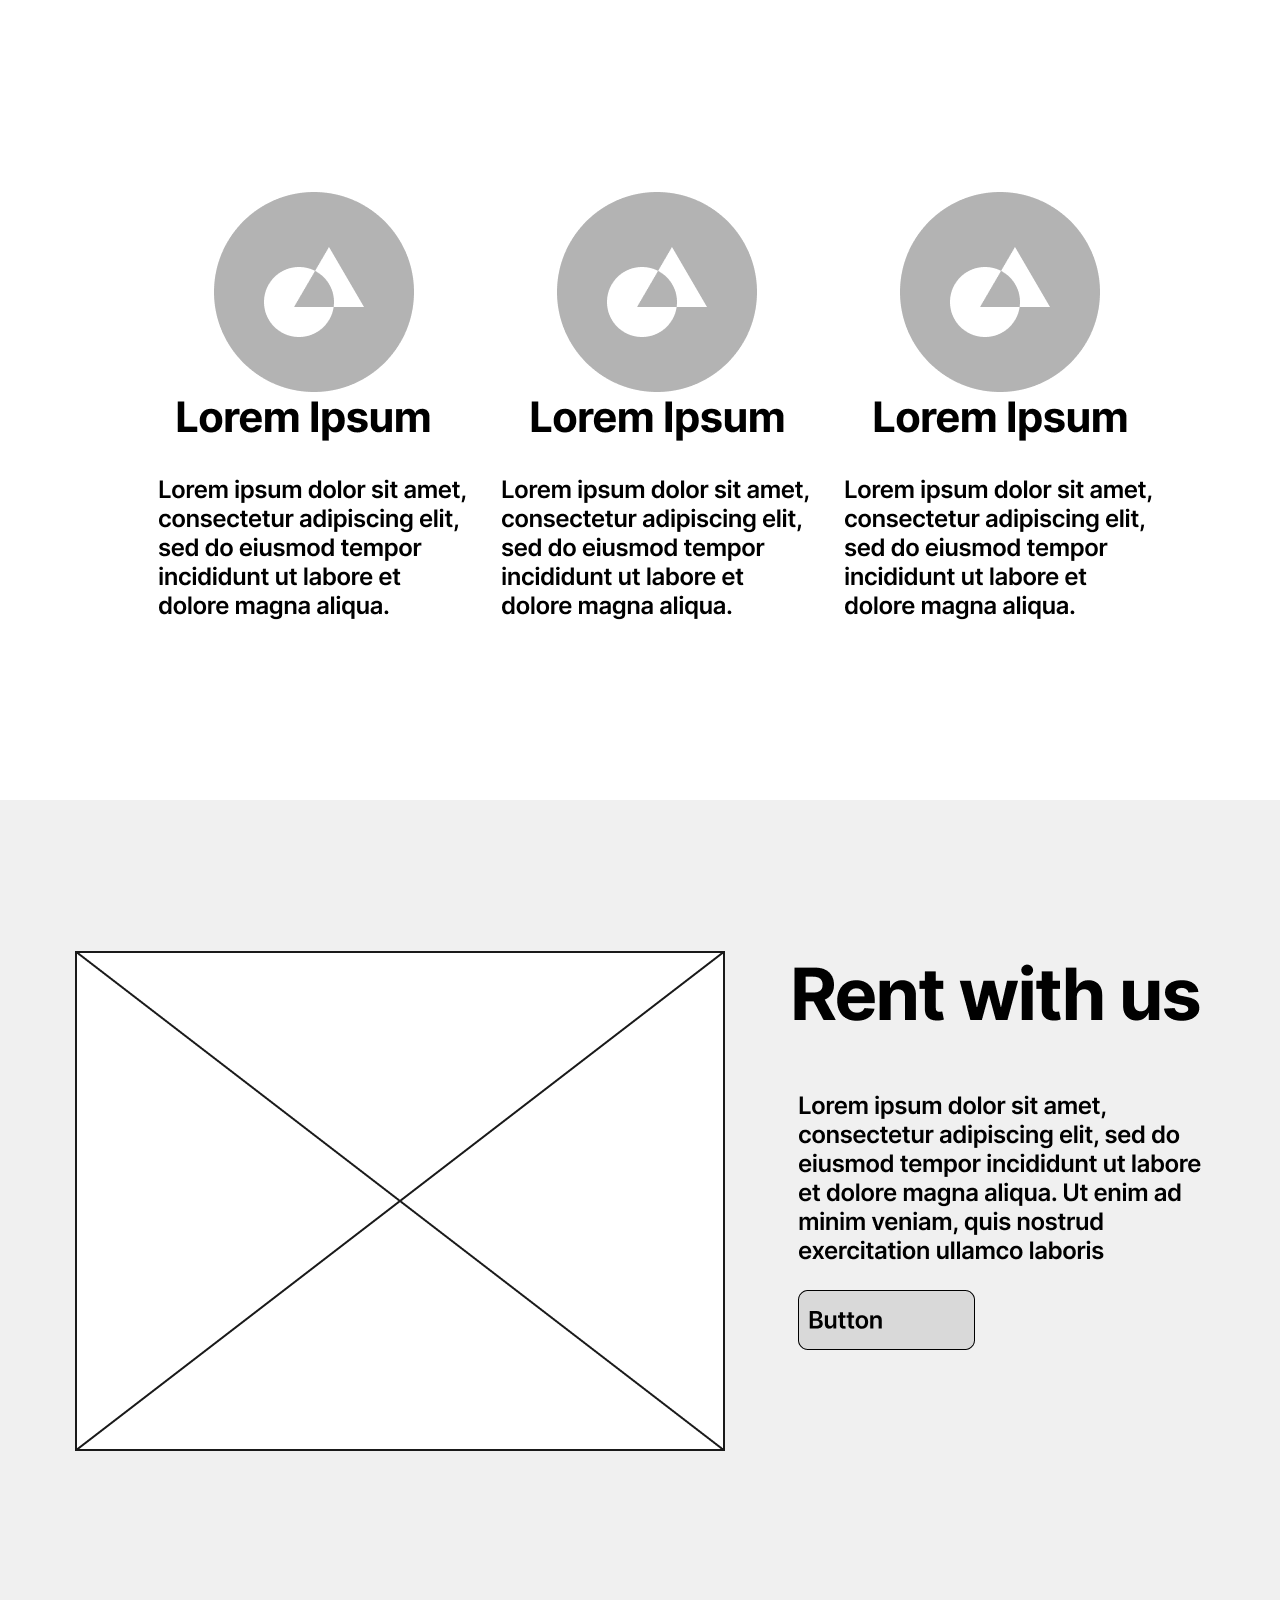 Lorem Ipsum
Lorem ipsum dolor sit amet,
consectetur adipiscing elit,
sed do eiusmod tempor
incididunt ut labore et
dolore magna aliqua.
Lorem Ipsum
Lorem ipsum dolor sit amet,
consectetur adipiscing elit,
sed do eiusmod tempor
incididunt ut labore et
dolore magna aliqua.
Lorem Ipsum
Lorem ipsum dolor sit amet,
consectetur adipiscing elit,
sed do eiusmod tempor
incididunt ut labore et
dolore magna aliqua.
Rent with us
Lorem ipsum dolor sit amet,
consectetur adipiscing elit, sed do
eiusmod tempor incididunt ut labore
et dolore magna aliqua. Ut enim ad
minim veniam, quis nostrud
exercitation ullamco laboris
Button